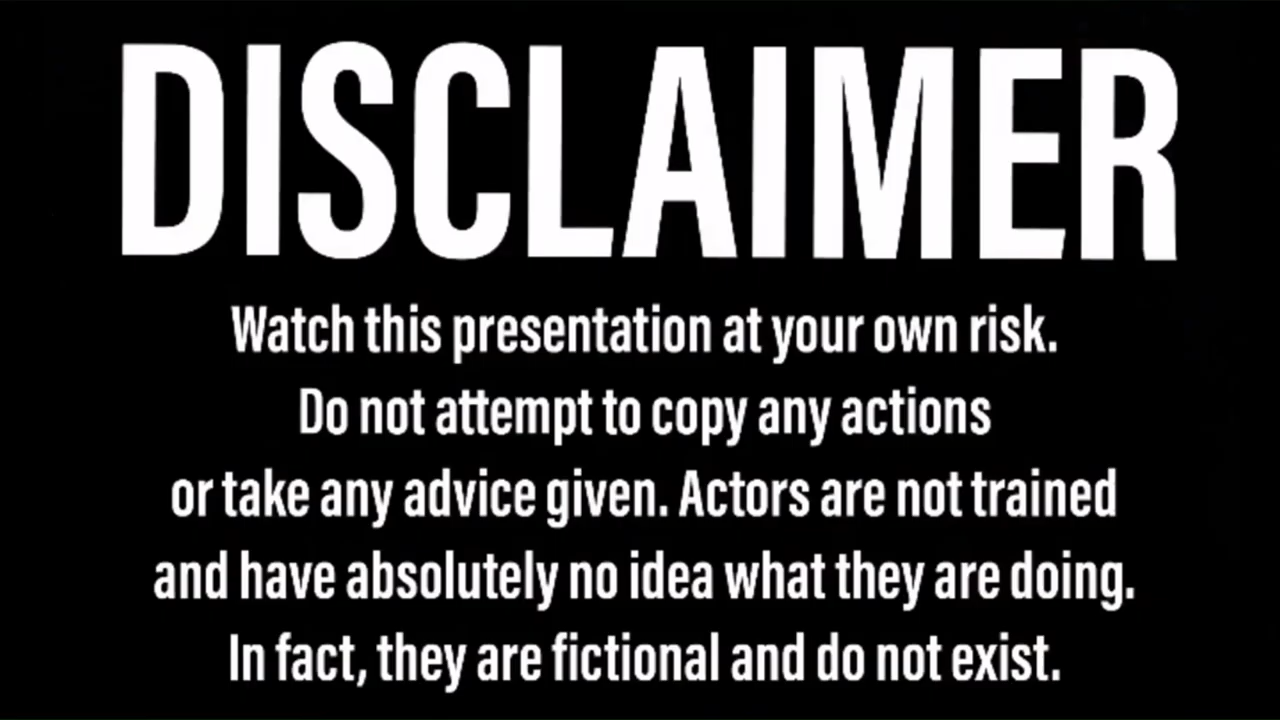 DISCLAIMER
Watch this presentation at your own risk.
Do not attempt to copy any actions
or take any advice given. Actors are not trained
and have absolutely no idea what they are doing.
In fact, they are fictional and do not exist.